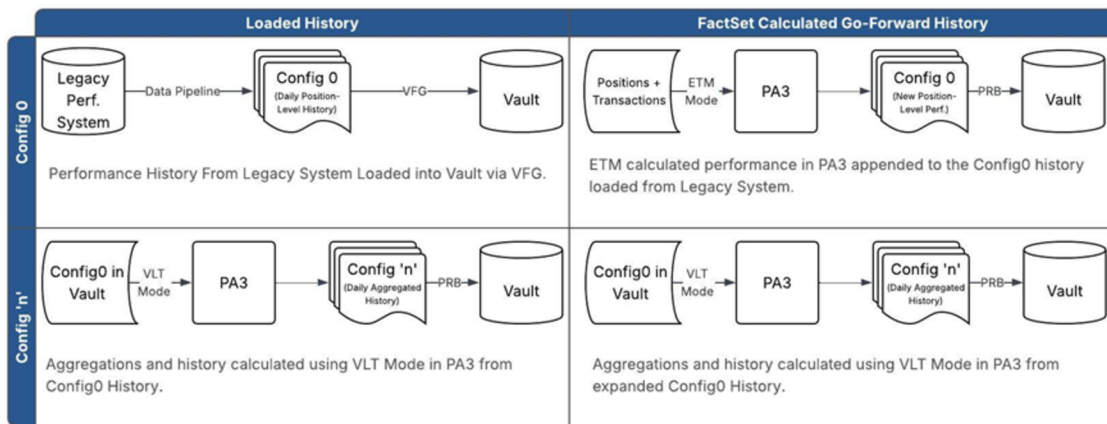 Loaded History
FactSet Calculated Go-Forward History
Config 0
Legacy
Perf.
System
Data Pipeline
Config 0
(Daily Position-
Level History)
VFG
Vault
Performance History From Legacy System Loaded into Vault via VFG.
Positions +
Transactions
ETM
Mode
PA3
Config 0
(New Position-
Level Perf.)
PRB
Vault
ETM calculated performance in PA3 appended to the Config0 history
loaded from Legacy System.
Config 'n'
Config0 in
Vault
VLT
Mode
PA3
Config 'n'
(Daily Aggregated
History)
PRB
Vault
Aggregations and history calculated using VLT Mode in PA3 from
Config0 History.
Config0 in
Vault
VLT
Mode
PA3
Config 'n'
(Daily Aggregated
History)
PRB
Vault
Aggregations and history calculated using VLT Mode in PA3 from
expanded Config0 History.